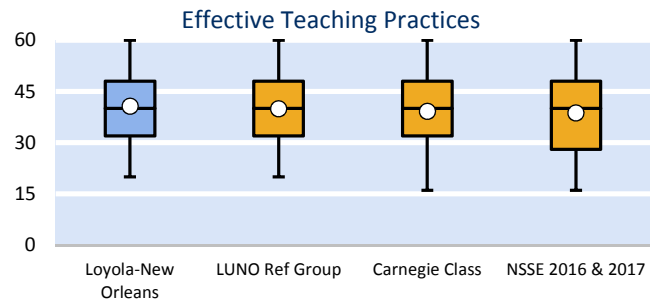 Effective Teaching Practices
60
45
30
15
0
Loyola-New
Orleans
LUNO Ref Group
Carnegie Class
NSSE 2016 & 2017